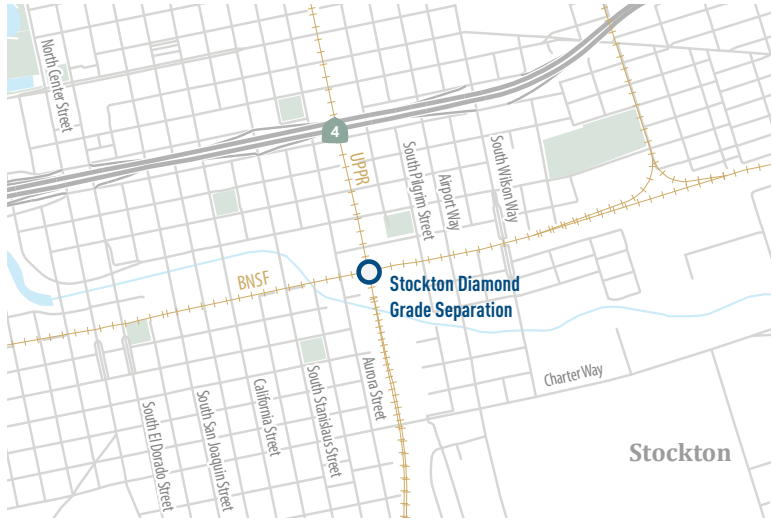 North Center Street
4
UPPR
South Pilgrim Street
Airport Way
South Wilson Way
BNSF
Stockton Diamond
Grade Separation
Charter Way
Aurora Street
South Stanislaus Street
California Street
South San Joaquin Street
South El Dorado Street
Stockton